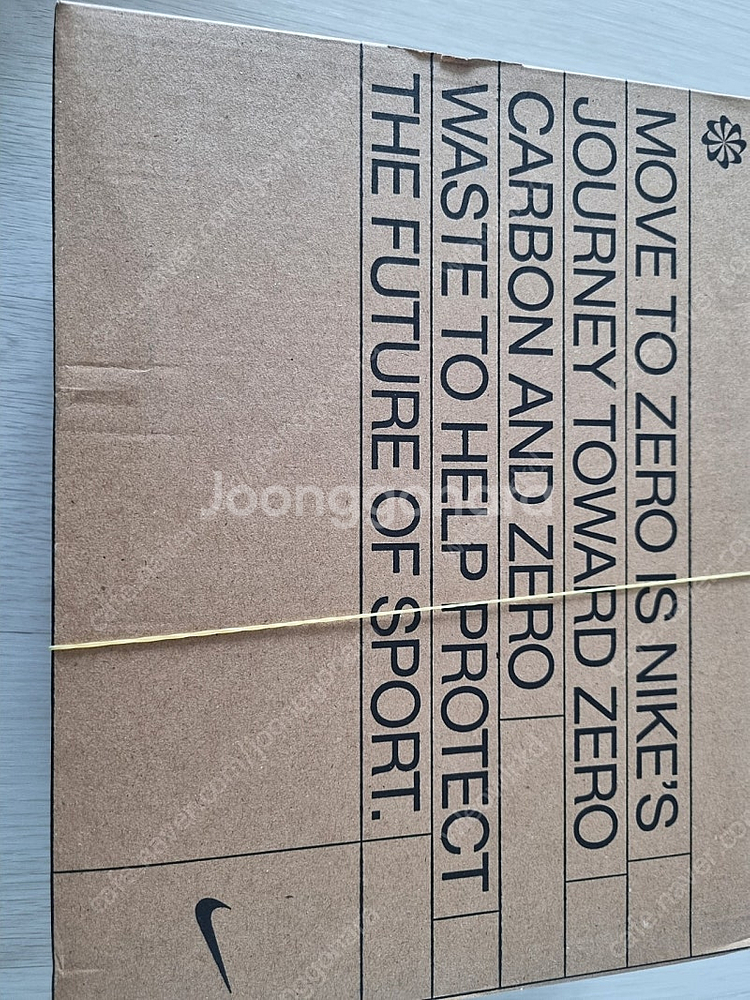 MOVE TO ZERO IS NIKE'S
JOURNEY TOWARD ZERO
CARBON AND ZERO
WASTE TO HELP PROTECT
THE FUTURE OF SPORT.
Joonggonara